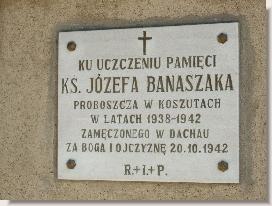 KU UCZCZENIU PAMIĘCI
KS. JÓZEFA BANASZAKA
PROBOSZCZA W KOSZUTACH
W LATACH 1938-1942
ZAMĘCZONEGO W DACHAU
ZA BOGA I OJCZYZNĘ 20.10.1942
R.+I.+P.